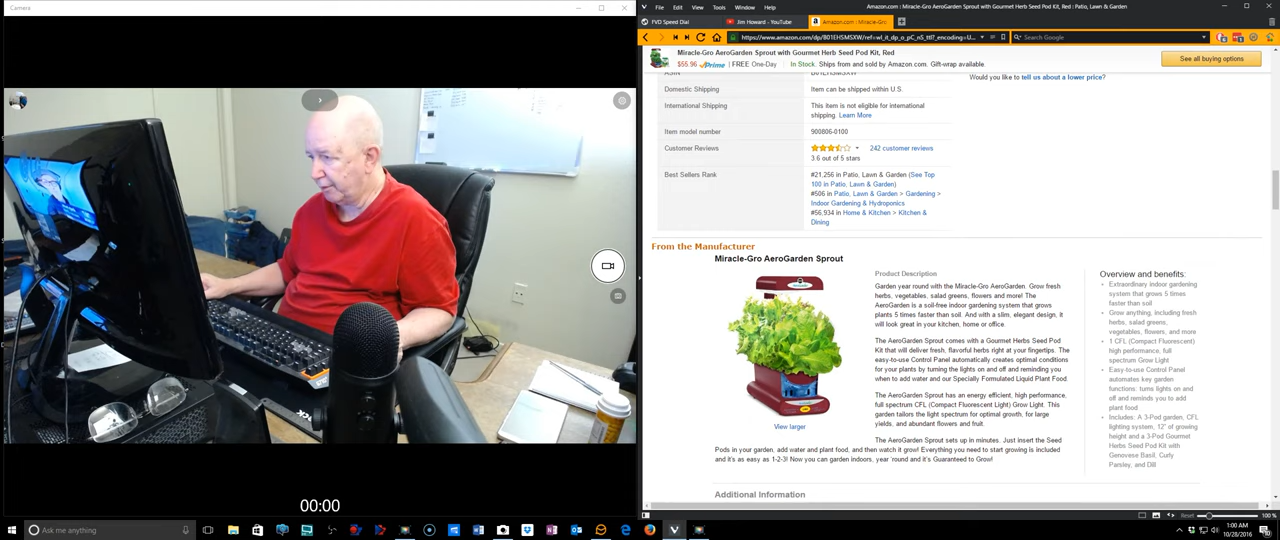 Camera
File Edit View Tools Window Help
Amazon.com : Miracle-Gro AeroGarden Sprout with Gourmet Herb Seed Pod Kit, Red : Patio, Lawn & Garden
FVD Speed Dial
Jim Howard - YouTube
Amazon.com: Miracle-Gro
Search Google
Miracle-Gro AeroGarden Sprout with Gourmet Herb Seed Pod Kit, Red
$55.96 Prime | FREE One-Day In Stock. Ships from and sold by Amazon.com. Gift-wrap available.
See all buying options
Would you like to tell us about a lower price?
Domestic Shipping Item can be shipped within U.S.
International Shipping This item is not eligible for international
shipping. Learn More
Item model number 900806-0100
Customer Reviews 242 customer reviews
3.6 out of 5 stars
Best Sellers Rank #21,256 in Patio, Lawn & Garden (See Top
100 in Patio, Lawn & Garden)
#506 in Patio, Lawn & Garden > Gardening >
Indoor Gardening & Hydroponics
#56,934 in Home & Kitchen > Kitchen &
Dining
From the Manufacturer
Miracle-Gro AeroGarden Sprout
View larger
Product Description
Garden year round with the Miracle-Gro AeroGarden. Grow fresh
herbs, vegetables, salad greens, flowers and more! The
AeroGarden is a soil-free indoor gardening system that grows
plants 5 times faster than soil. And with a slim, elegant design, it
will look great in your kitchen, home or office.
The AeroGarden Sprout comes with a Gourmet Herbs Seed Pod
Kit that will deliver fresh, flavorful herbs right at your fingertips. The
easy-to-use Control Panel automatically creates optimal conditions
for your plants by turning the lights on and off and reminding you
when to add water and our Specially Formulated Liquid Plant Food.
The AeroGarden Sprout has an energy efficient, high performance,
full spectrum CFL (Compact Fluorescent Light) Grow Light. This
garden tailors the light spectrum for optimal growth, for large
yields, and abundant flowers and fruit.
The AeroGarden Sprout sets up in minutes. Just insert the Seed
Pods in your garden, add water and plant food, and then watch it grow! Everything you need to start growing is included
and it's as easy as 1-2-3! Now you can garden indoors, year 'round and it's Guaranteed to Grow!
Overview and benefits:
Extraordinary indoor gardening
system that grows 5 times
faster than soil
Grow anything, including fresh
herbs, salad greens,
vegetables, flowers, and more
1 CFL (Compact Fluorescent)
high performance, full
spectrum Grow Light
Easy-to-use Control Panel
automates key garden
functions: turns lights on and
off and reminds you to add
plant food
Includes: A 3-Pod garden, CFL
lighting system, 12" of growing
height and a 3-Pod Gourmet
Herbs Seed Pod Kit with
Genovese Basil, Curly
Parsley, and Dill
Additional Information
00:00
Reset 100 %
Ask me anything
1:00 AM
10/28/2016